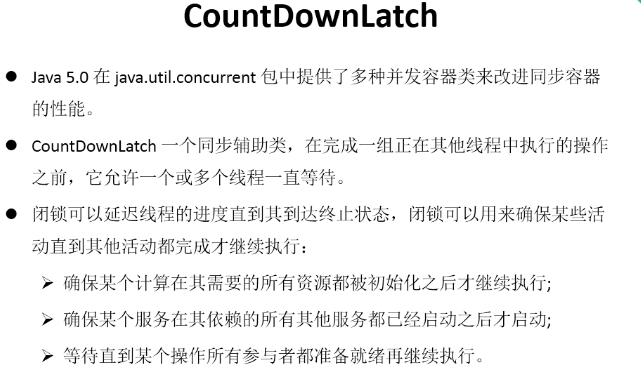 CountDownLatch
● Java 5.0 在 java.util.concurrent 包中提供了多种并发容器类来改进同步容器
的性能。
● CountDownLatch 一个同步辅助类，在完成一组正在其他线程中执行的操作
之前，它允许一个或多个线程一直等待。
● 闭锁可以延迟线程的进度直到其到达终止状态，闭锁可以用来确保某些活
动直到其他活动都完成才继续执行：
➢ 确保某个计算在其需要的所有资源都被初始化之后才继续执行;
➢ 确保某个服务在其依赖的所有其他服务都已经启动之后才启动;
➢ 等待直到某个操作所有参与者都准备就绪再继续执行。